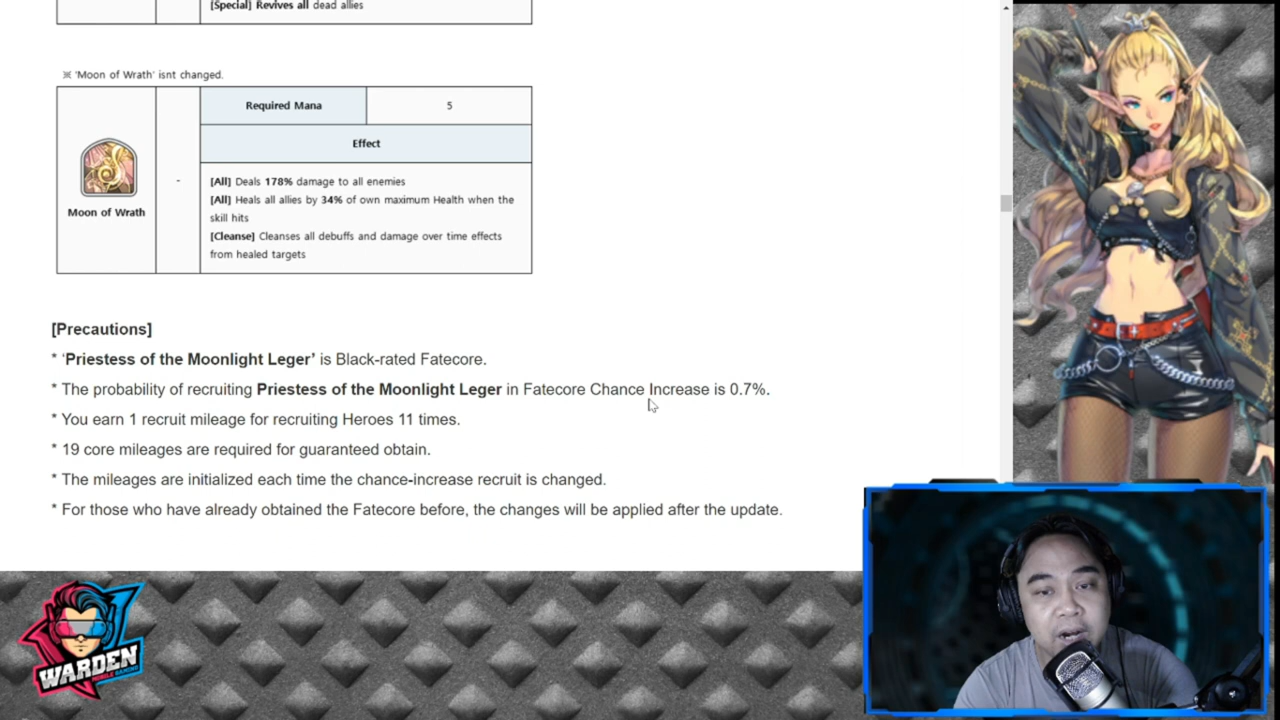 [Special] Revives all dead allies
※ 'Moon of Wrath' isnt changed.
Required Mana
5
Effect
Moon of Wrath
-
[All] Deals 178% damage to all enemies
[All] Heals all allies by 34% of own maximum Health when the
skill hits
[Cleanse] Cleanses all debuffs and damage over time effects
from healed targets
[Precautions]
* ‘Priestess of the Moonlight Leger’ is Black-rated Fatecore.
* The probability of recruiting Priestess of the Moonlight Leger in Fatecore Chance Increase is 0.7%.
* You earn 1 recruit mileage for recruiting Heroes 11 times.
* 19 core mileages are required for guaranteed obtain.
* The mileages are initialized each time the chance-increase recruit is changed.
* For those who have already obtained the Fatecore before, the changes will be applied after the update.
WARDEN
MOBILE GAMING